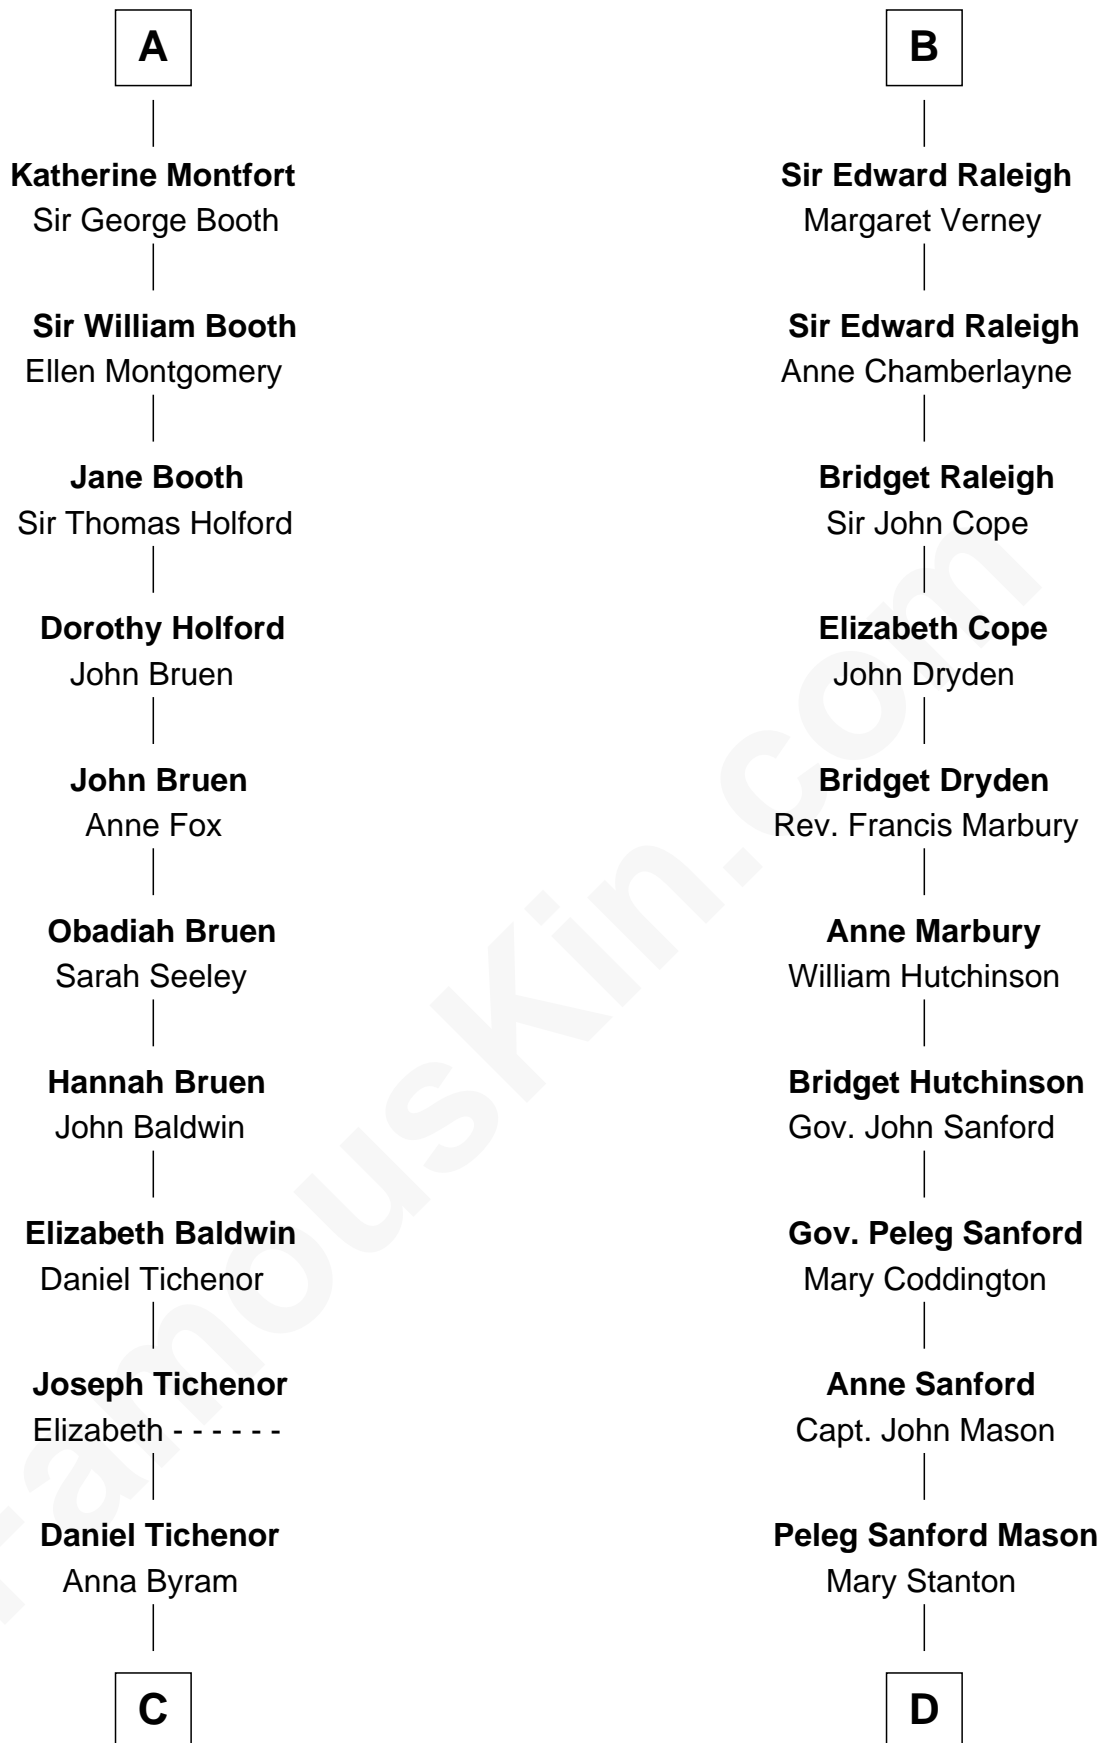 A
Katherine Montfort
Sir George Booth
Sir William Booth
Ellen Montgomery
Jane Booth
Sir Thomas Holford
Dorothy Holford
John Bruen
John Bruen
Anne Fox
Obadiah Bruen
Sarah Seeley
Hannah Bruen
John Baldwin
Elizabeth Baldwin
Daniel Tichenor
Joseph Tichenor
Elizabeth - - - - - -
Daniel Tichenor
Anna Byram
C
B
Sir Edward Raleigh
Margaret Verney
Sir Edward Raleigh
Anne Chamberlayne
Bridget Raleigh
Sir John Cope
Elizabeth Cope
John Dryden
Bridget Dryden
Rev. Francis Marbury
Anne Marbury
William Hutchinson
Bridget Hutchinson
Gov. John Sanford
Gov. Peleg Sanford
Mary Coddington
Anne Sanford
Capt. John Mason
Peleg Sanford Mason
Mary Stanton
D
FamousKin.com